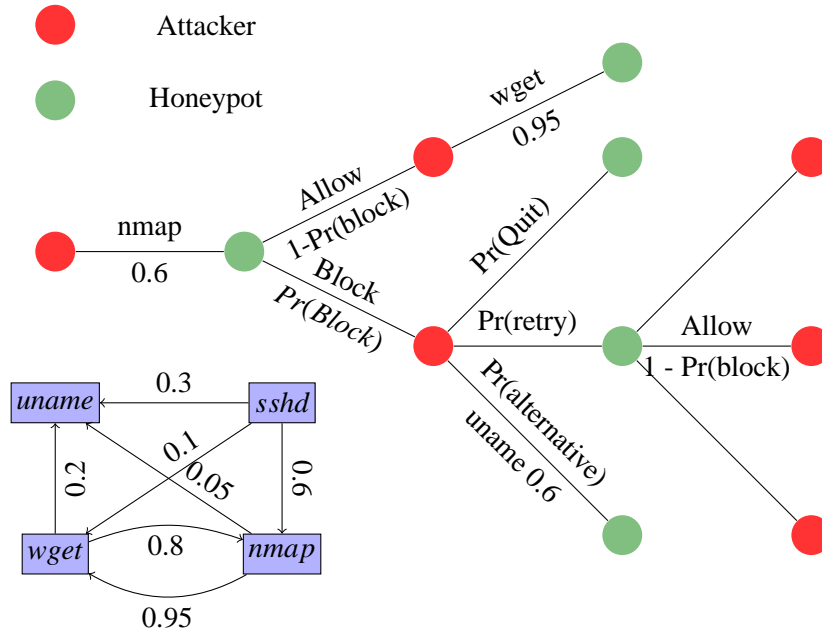 Attacker
Honeypot
wget
0.95
Allow
1-Pr(block)
nmap
0.6
Block
Pr(Block)
Pr(Quit)
Pr(retry)
Allow
1 - Pr(block)
Pr(alternative)
uname 0.6
uname
0.3
sshd
0.2
0.1
0.05
0.6
wget
0.8
nmap
0.95